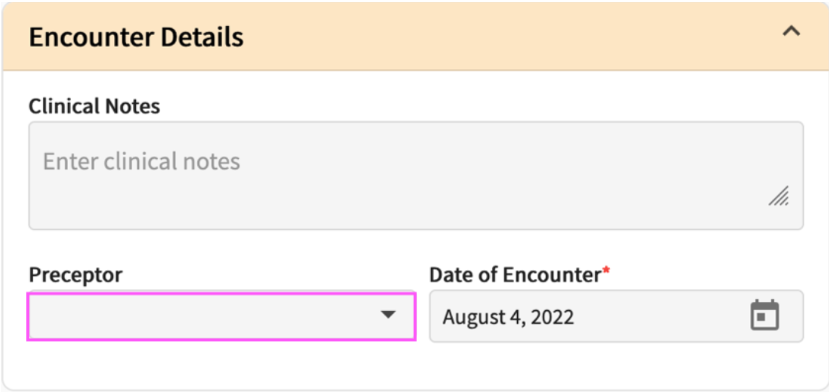 Encounter Details
Clinical Notes
Enter clinical notes
Preceptor
Date of Encounter*
August 4, 2022